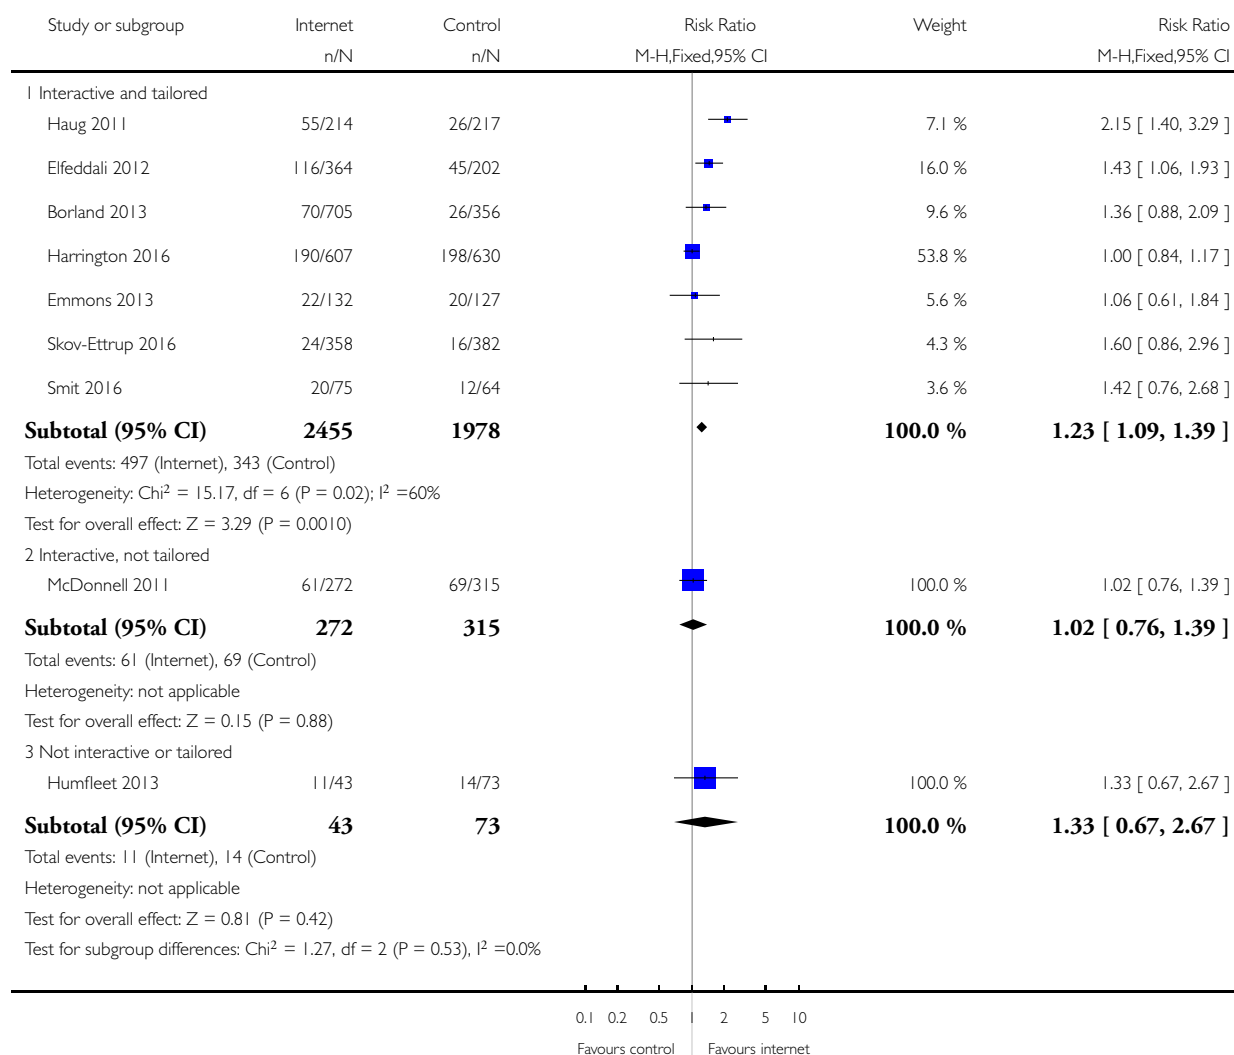 Study or subgroup Internet Control Risk Ratio Weight Risk Ratio
n/N n/N M-H,Fixed,95% CI M-H,Fixed,95% CI
1 Interactive and tailored
Haug 2011 55/214 26/217 7.1 % 2.15 [ 1.40, 3.29 ]
Elfeddali 2012 116/364 45/202 16.0 % 1.43 [ 1.06, 1.93 ]
Borland 2013 70/705 26/356 9.6 % 1.36 [ 0.88, 2.09 ]
Harrington 2016 190/607 198/630 53.8 % 1.00 [ 0.84, 1.17 ]
Emmons 2013 22/132 20/127 5.6 % 1.06 [ 0.61, 1.84 ]
Skov-Ettrup 2016 24/358 16/382 4.3 % 1.60 [ 0.86, 2.96 ]
Smit 2016 20/75 12/64 3.6 % 1.42 [ 0.76, 2.68 ]
Subtotal (95% CI) 2455 1978 100.0 % 1.23 [ 1.09, 1.39 ]
Total events: 497 (Internet), 343 (Control)
Heterogeneity: Chi² = 15.17, df = 6 (P = 0.02); I² =60%
Test for overall effect: Z = 3.29 (P = 0.0010)
2 Interactive, not tailored
McDonnell 2011 61/272 69/315 100.0 % 1.02 [ 0.76, 1.39 ]
Subtotal (95% CI) 272 315 100.0 % 1.02 [ 0.76, 1.39 ]
Total events: 61 (Internet), 69 (Control)
Heterogeneity: not applicable
Test for overall effect: Z = 0.15 (P = 0.88)
3 Not interactive or tailored
Humfleet 2013 11/43 14/73 100.0 % 1.33 [ 0.67, 2.67 ]
Subtotal (95% CI) 43 73 100.0 % 1.33 [ 0.67, 2.67 ]
Total events: 11 (Internet), 14 (Control)
Heterogeneity: not applicable
Test for overall effect: Z = 0.81 (P = 0.42)
Test for subgroup differences: Chi² = 1.27, df = 2 (P = 0.53), I² =0.0%
0.1 0.2 0.5 1 2 5 10
Favours control Favours internet